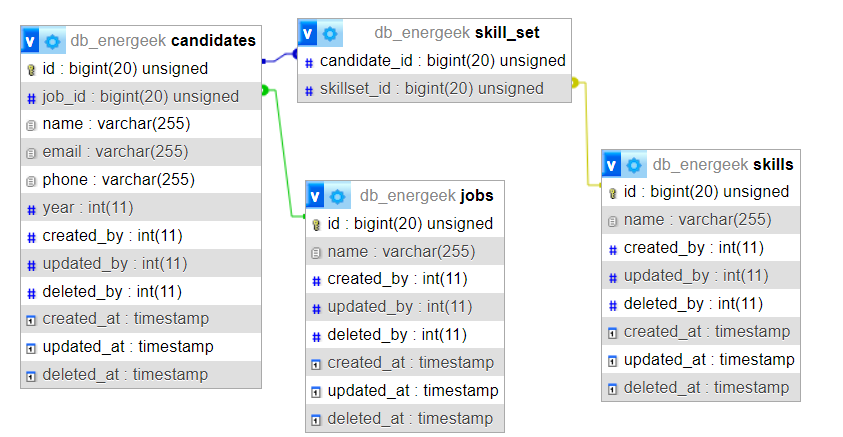 v db_energeek candidates
id : bigint(20) unsigned
# job_id : bigint(20) unsigned
name : varchar(255)
email : varchar(255)
phone : varchar(255)
# year : int(11)
# created_by : int(11)
# updated_by : int(11)
# deleted_by : int(11)
created_at : timestamp
updated_at : timestamp
deleted_at : timestamp
v db_energeek skill_set
# candidate_id : bigint(20) unsigned
# skillset_id : bigint(20) unsigned
v db_energeek jobs
id : bigint(20) unsigned
name : varchar(255)
# created_by : int(11)
# updated_by : int(11)
# deleted_by : int(11)
created_at : timestamp
updated_at : timestamp
deleted_at : timestamp
v db_energeek skills
id : bigint(20) unsigned
name : varchar(255)
# created_by : int(11)
# updated_by : int(11)
# deleted_by : int(11)
created_at : timestamp
updated_at : timestamp
deleted_at : timestamp